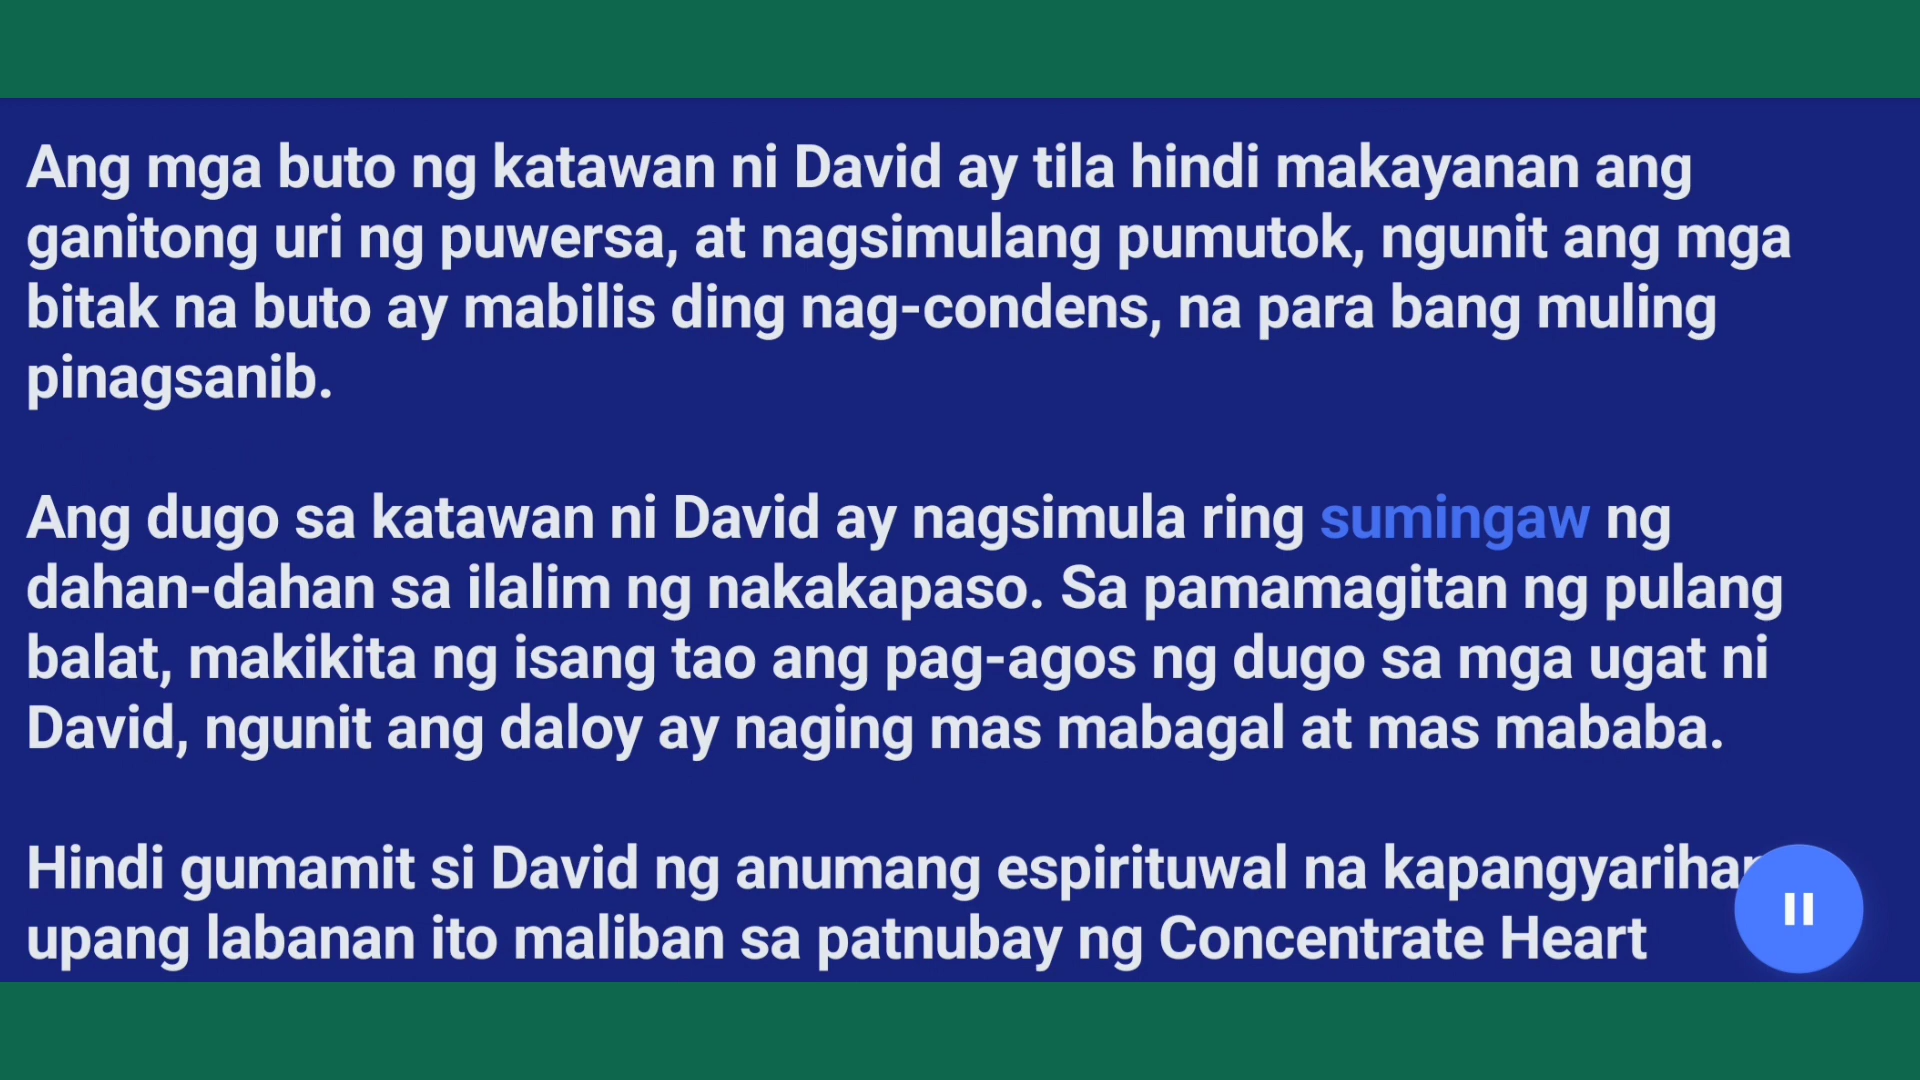 Ang mga buto ng katawan ni David ay tila hindi makayanan ang
ganitong uri ng puwersa, at nagsimulang pumutok, ngunit ang mga
bitak na buto ay mabilis ding nag-condens, na para bang muling
pinagsanib.
Ang dugo sa katawan ni David ay nagsimula ring sumingaw ng
dahan-dahan sa ilalim ng nakakapaso. Sa pamamagitan ng pulang
balat, makikita ng isang tao ang pag-agos ng dugo sa mga ugat ni
David, ngunit ang daloy ay naging mas mabagal at mas mababa.
Hindi gumamit si David ng anumang espirituwal na
upang labanan ito maliban sa patnubay ng Concentrate Heart